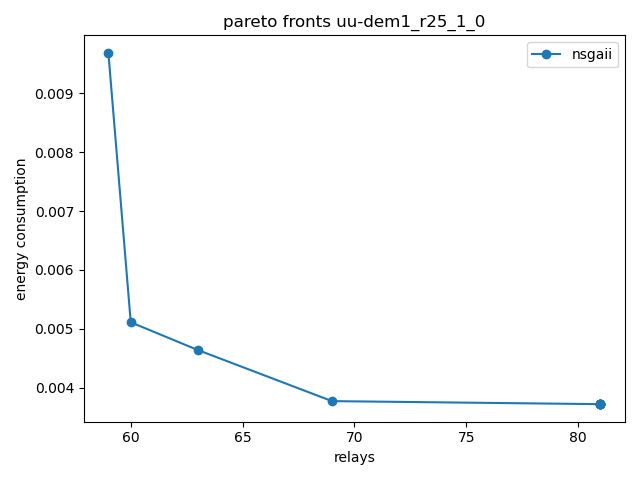 pareto fronts uu-dem1_r25_1_0
nsgaii
0.009
0.008
0.007
0.006
0.005
0.004
energy consumption
60 65 70 75 80
relays